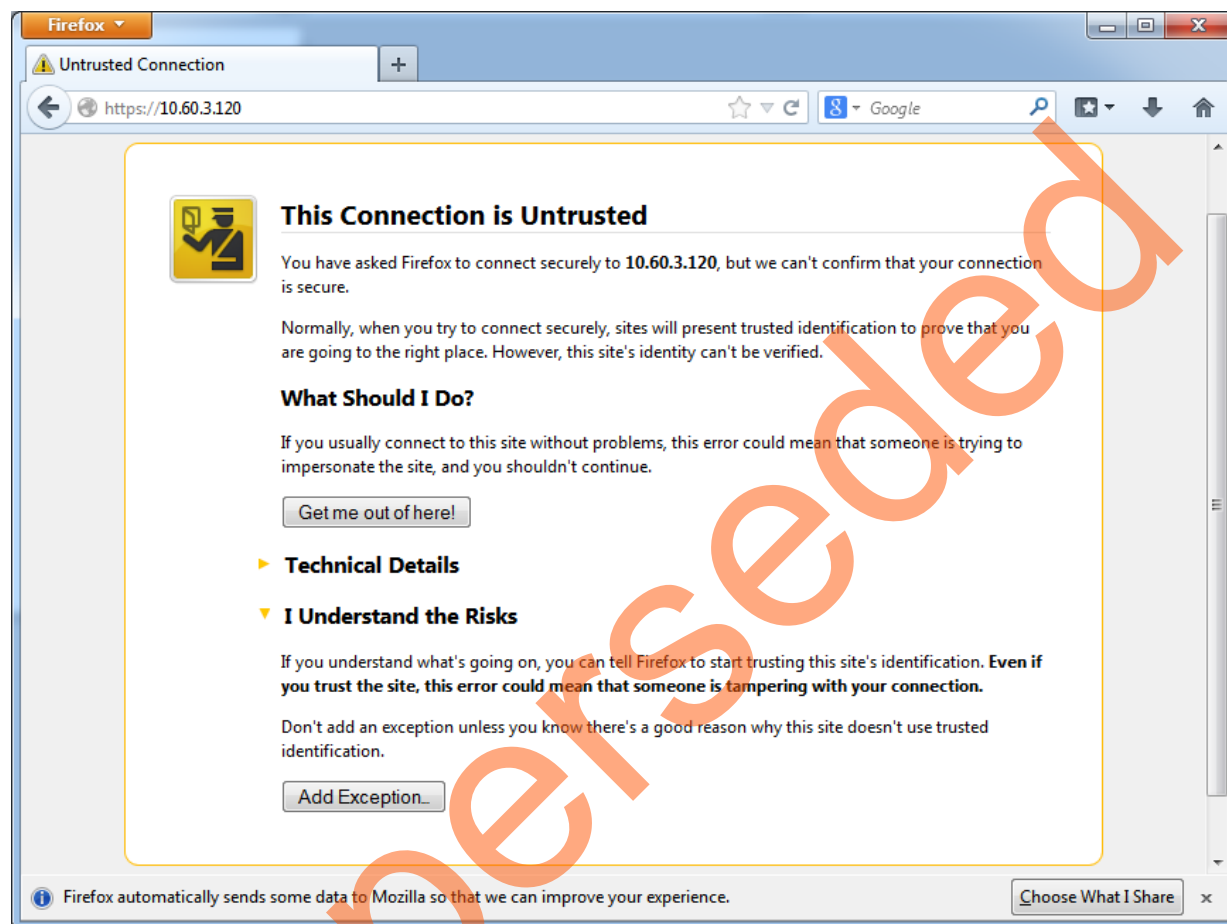 Firefox
Untrusted Connection
https://10.60.3.120
Google
This Connection is Untrusted
You have asked Firefox to connect securely to 10.60.3.120, but we can't confirm that your connection
is secure.
Normally, when you try to connect securely, sites will present trusted identification to prove that you
are going to the right place. However, this site's identity can't be verified.
What Should I Do?
If you usually connect to this site without problems, this error could mean that someone is trying to
impersonate the site, and you shouldn't continue.
Get me out of here!
Technical Details
I Understand the Risks
If you understand what's going on, you can tell Firefox to start trusting this site's identification. Even if
you trust the site, this error could mean that someone is tampering with your connection.
Don't add an exception unless you know there's a good reason why this site doesn't use trusted
identification.
Add Exception...
Firefox automatically sends some data to Mozilla so that we can improve your experience.
Choose What I Share
perseded